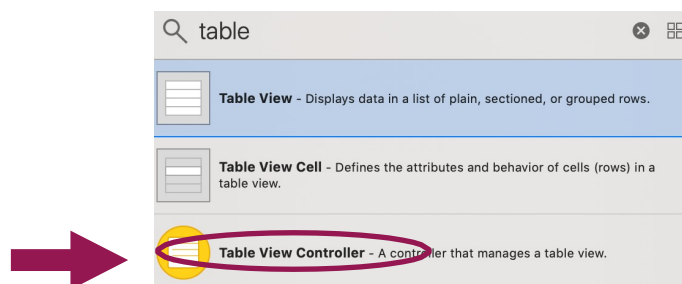 table
Table View - Displays data in a list of plain, sectioned, or grouped rows.
Table View Cell - Defines the attributes and behavior of cells (rows) in a
table view.
Table View Controller - A controller that manages a table view.